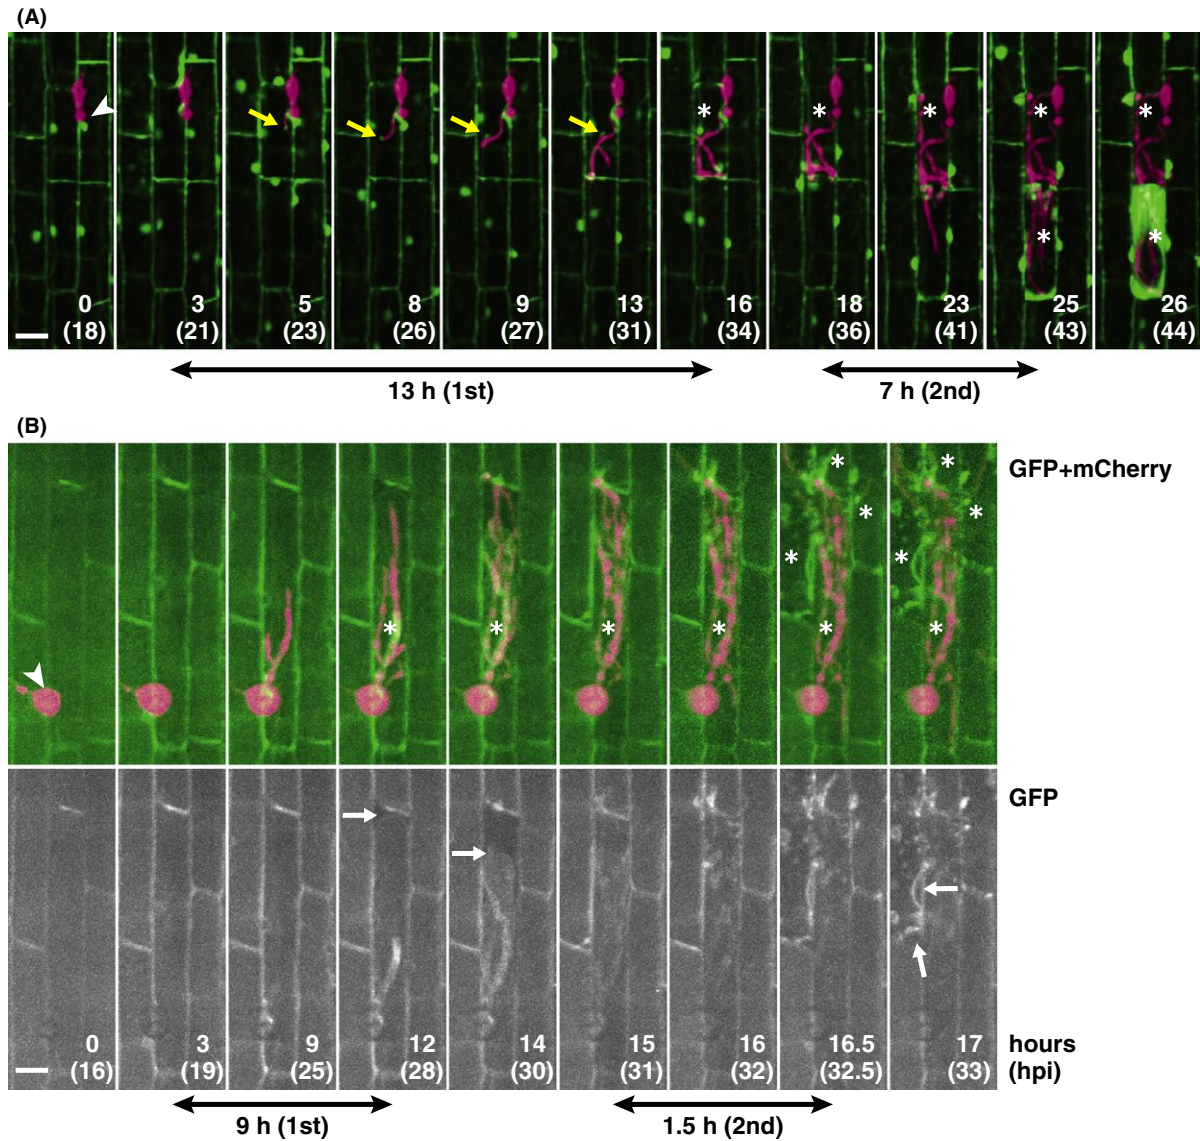 (A)
0 3 5 8 9 13 16 18 23 25 26
(18) (21) (23) (26) (27) (31) (34) (36) (41) (43) (44)
13 h (1st) 7 h (2nd)
(B)
GFP+mCherry
GFP
0 3 9 12 14 15 16 16.5 17 hours
(16) (19) (25) (28) (30) (31) (32) (32.5) (33) (hpi)
9 h (1st) 1.5 h (2nd)